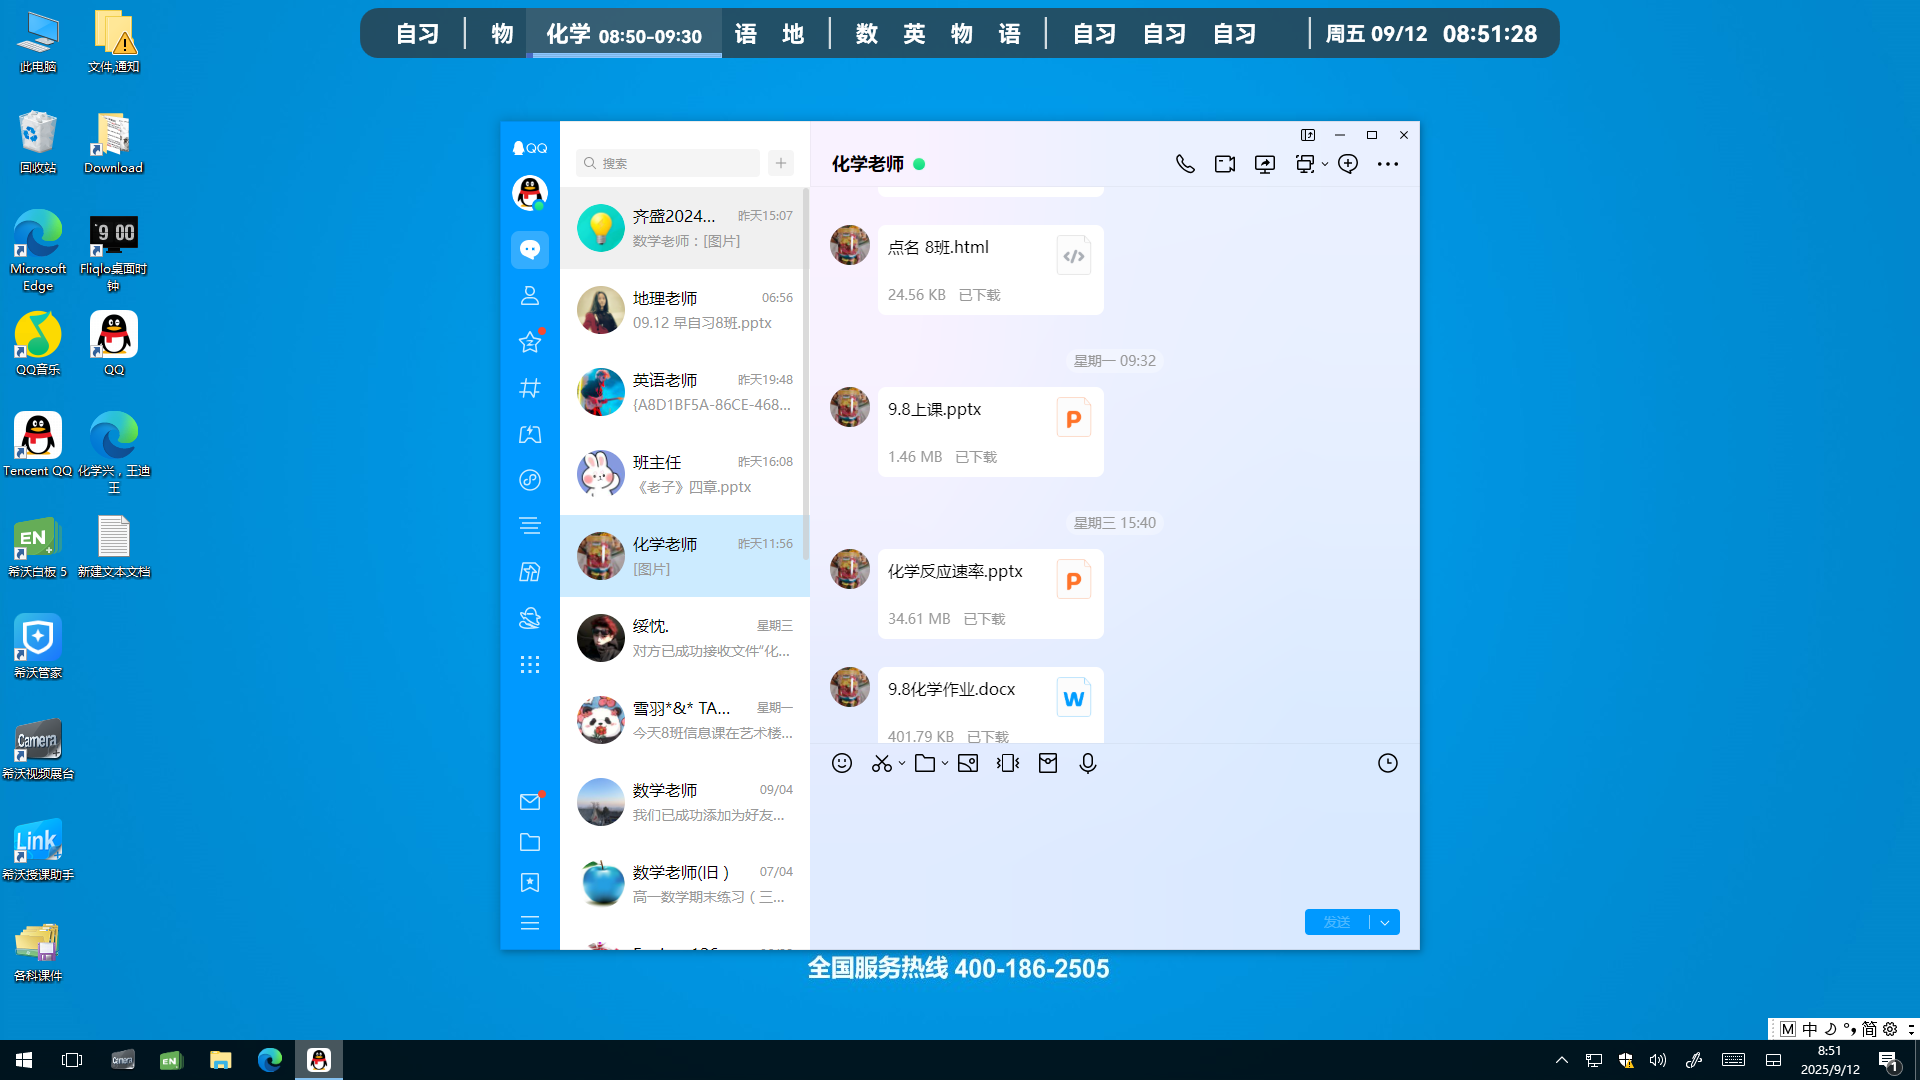 自习 | 物 化学 08:50-09:30 语 地 | 数 英 物 语 | 自习 自习 自习 | 周五 09/12 08:51:28
此电脑
文件,通知
回收站
Download
Microsoft Edge
Fliqlo桌面时钟
9 00
QQ音乐
QQ
Tencent QQ
化学兴，王迪王
EN
希沃白板 5
新建文本文档
希沃管家
Camera
希沃视频展台
Link
希沃授课助手
各科课件
QQ
搜索
齐盛2024... 昨天15:07
数学老师：[图片]
地理老师 06:56
09.12 早自习8班.pptx
英语老师 昨天19:48
{A8D1BF5A-86CE-468...
班主任 昨天16:08
《老子》四章.pptx
化学老师 昨天11:56
[图片]
绥忱. 星期三
对方已成功接收文件“化...
雪羽*&* TA... 星期一
今天8班信息课在艺术楼...
数学老师 09/04
我们已成功添加为好友...
数学老师(旧） 07/04
高一数学期末练习（三...
化学老师
点名 8班.html
24.56 KB 已下载
星期一 09:32
9.8上课.pptx
P
1.46 MB 已下载
星期三 15:40
化学反应速率.pptx
P
34.61 MB 已下载
9.8化学作业.docx
W
401.79 KB 已下载
发送
全国服务热线 400-186-2505
M 中 简
Camera
EN
8:51
2025/9/12
1